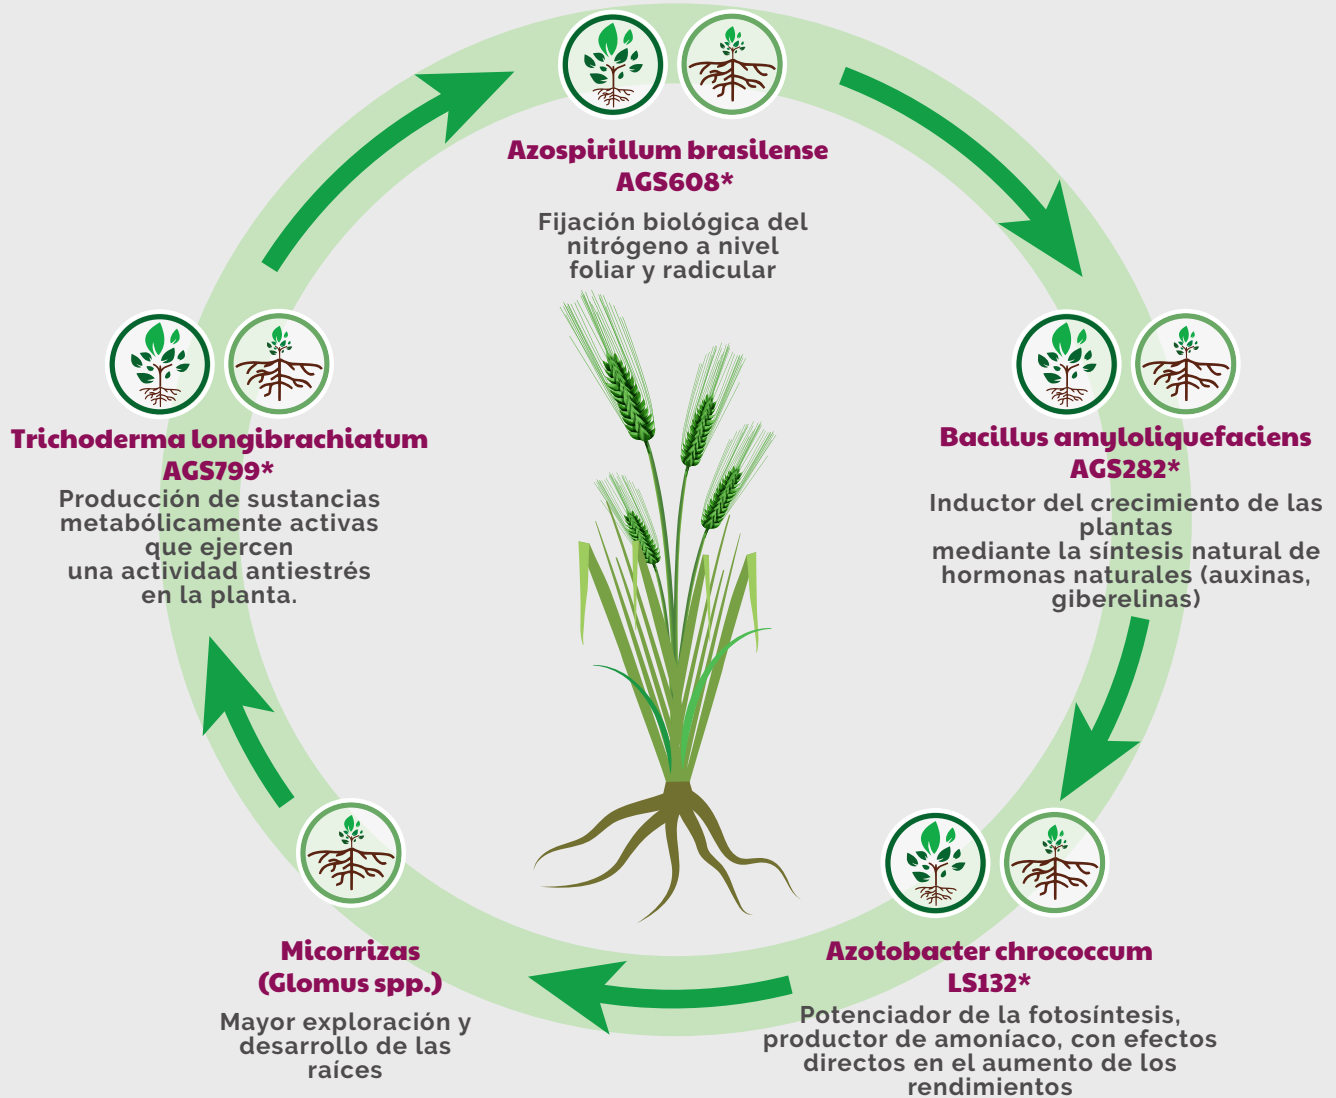 Azospirillum brasilense
AGS608*
Fijación biológica del
nitrógeno a nivel
foliar y radicular
Trichoderma longibrachiatum
AGS799*
Producción de sustancias
metabólicamente activas
que ejercen
una actividad antiestrés
en la planta.
Bacillus amyloliquefaciens
AGS282*
Inductor del crecimiento de las
plantas
mediante la síntesis natural de
hormonas naturales (auxinas,
giberelinas)
Micorrizas
(Glomus spp.)
Mayor exploración y
desarrollo de las
raíces
Azotobacter chrococcum
LS132*
Potenciador de la fotosíntesis,
productor de amoníaco, con efectos
directos en el aumento de los
rendimientos